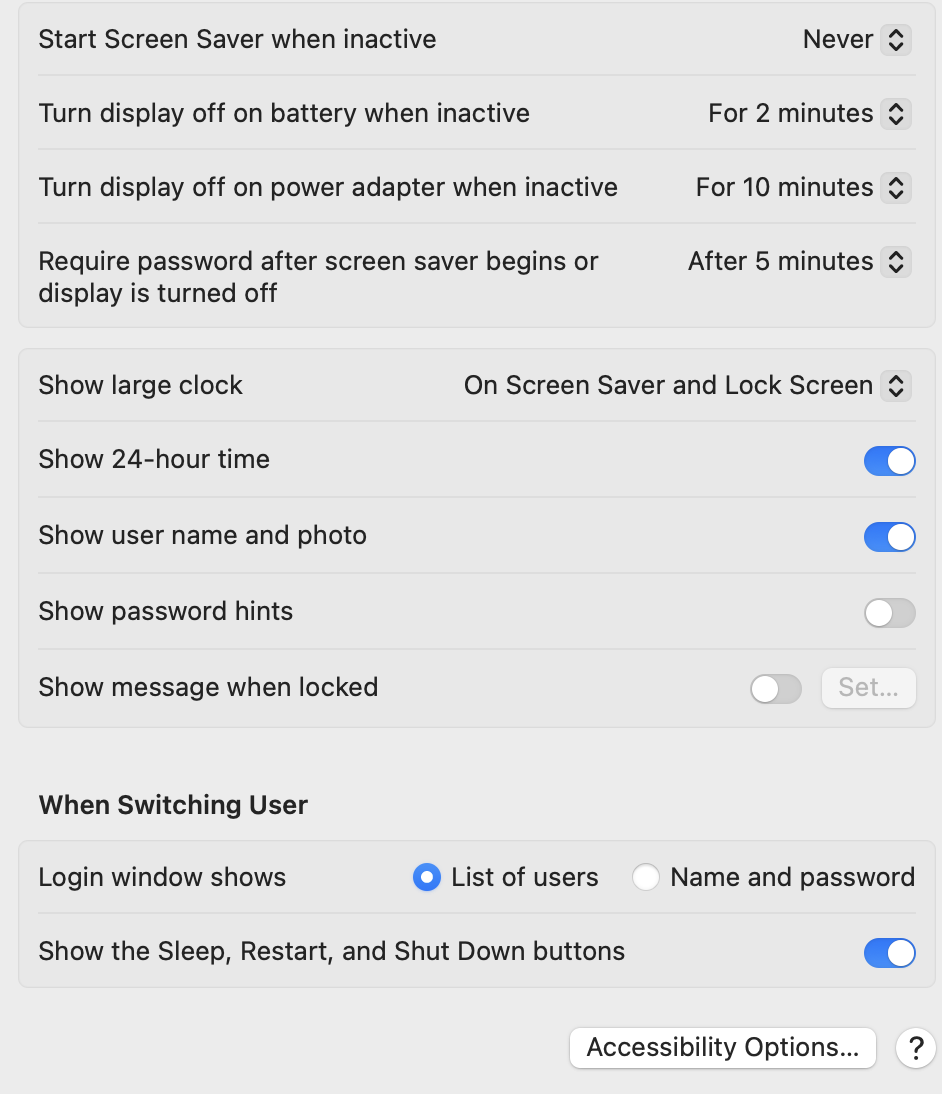 Start Screen Saver when inactive Never
Turn display off on battery when inactive For 2 minutes
Turn display off on power adapter when inactive For 10 minutes
Require password after screen saver begins or After 5 minutes
display is turned off
Show large clock On Screen Saver and Lock Screen
Show 24-hour time
Show user name and photo
Show password hints
Show message when locked Set...
When Switching User
Login window shows List of users Name and password
Show the Sleep, Restart, and Shut Down buttons
Accessibility Options... ?